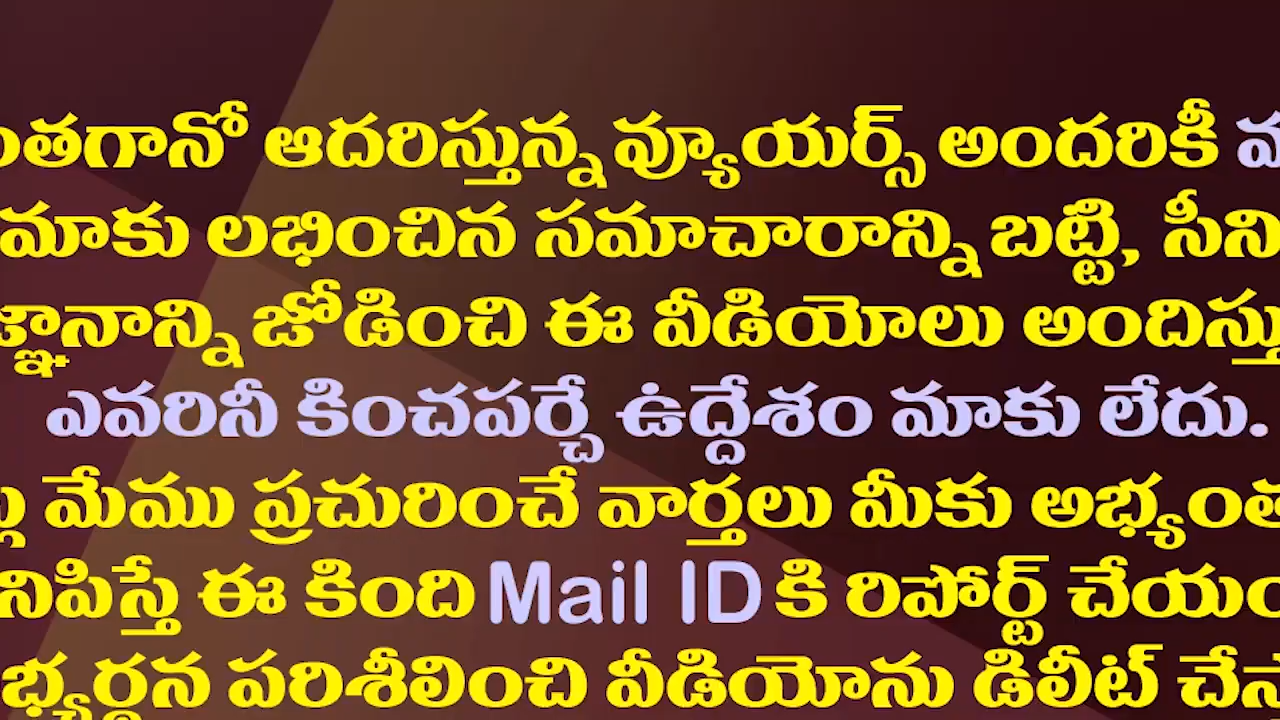 ంతగానో ఆదరిస్తున్న వ్యూయర్స్ అందరికీ
మాకు లభించిన సమాచారాన్ని బట్టి, సీని
జ్ఞానాన్ని జోడించి ఈ వీడియోలు అందిస్తు
ఎవరినీ కించపర్చే ఉద్దేశం మాకు లేదు.
మేము ప్రచురించే వార్తలు మీకు అభ్యంత
నిపిస్తే ఈ కింది Mail ID కి రిపోర్ట్ చేయం
భ్యర్థన పరిశీలించి వీడియోను డిలీట్ చేస